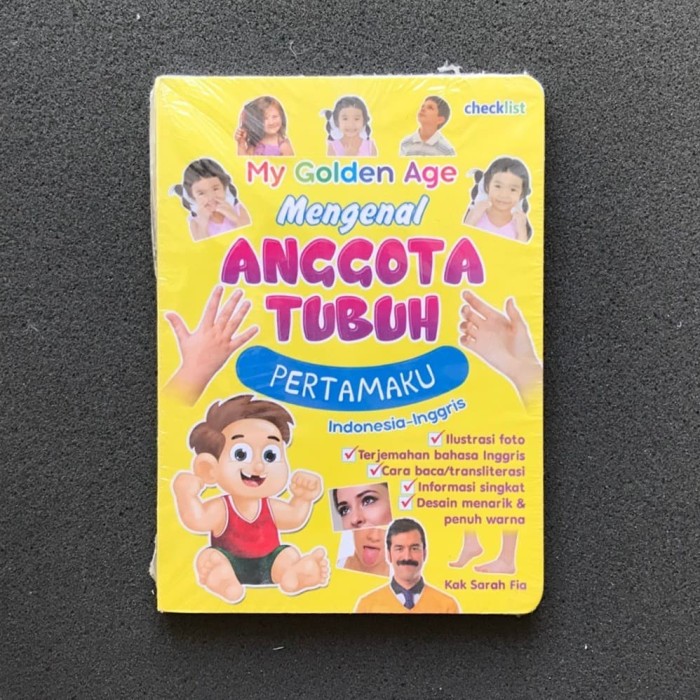 checklist
My Golden Age
Mengenal
ANGGOTA
TUBUH
PERTAMAKU
Indonesia-Inggris
Ilustrasi foto
Terjemahan bahasa Inggris
Cara baca/transliterasi
Informasi singkat
Desain menarik &
penuh warna
Kak Sarah Fia